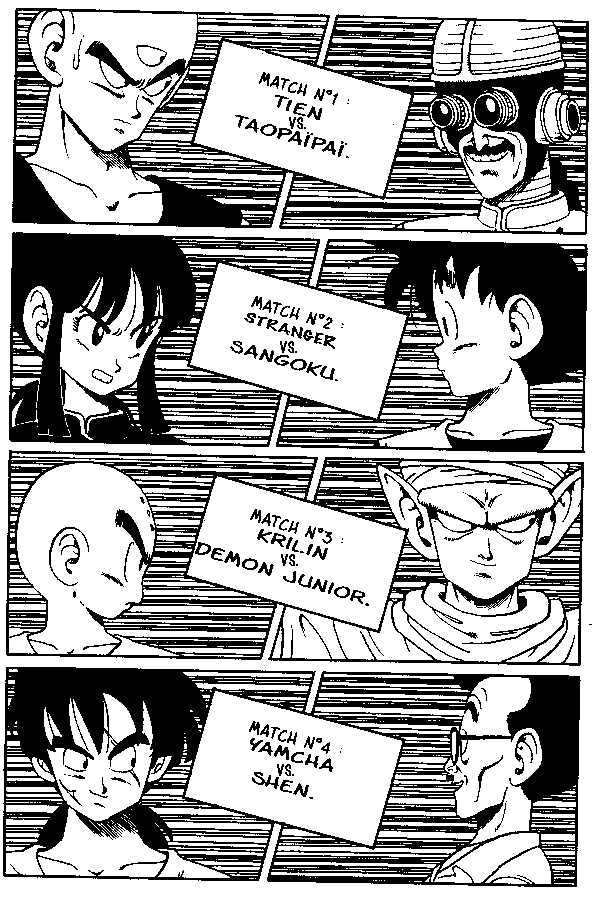 MATCH N°1 :
TIEN
VS.
TAOPAÏPAÏ.
MATCH N°2 :
STRANGER
VS.
SANGOKU.
MATCH N°3 :
KRILIN
VS.
DEMON JUNIOR.
MATCH N°4 :
YAMCHA
VS.
SHEN.